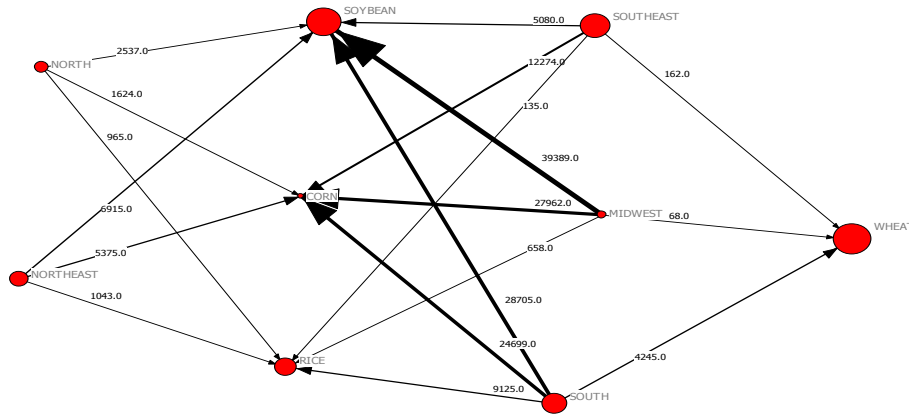 SOYBEAN
SOUTHEAST
5080.0
2537.0
NORTH
12274.0
162.0
1624.0
135.0
965.0
39389.0
CORN
27962.0
6915.0
MIDWEST
68.0
WHEAT
658.0
5375.0
NORTHEAST
1043.0
28705.0
24699.0
4245.0
RICE
9125.0
SOUTH